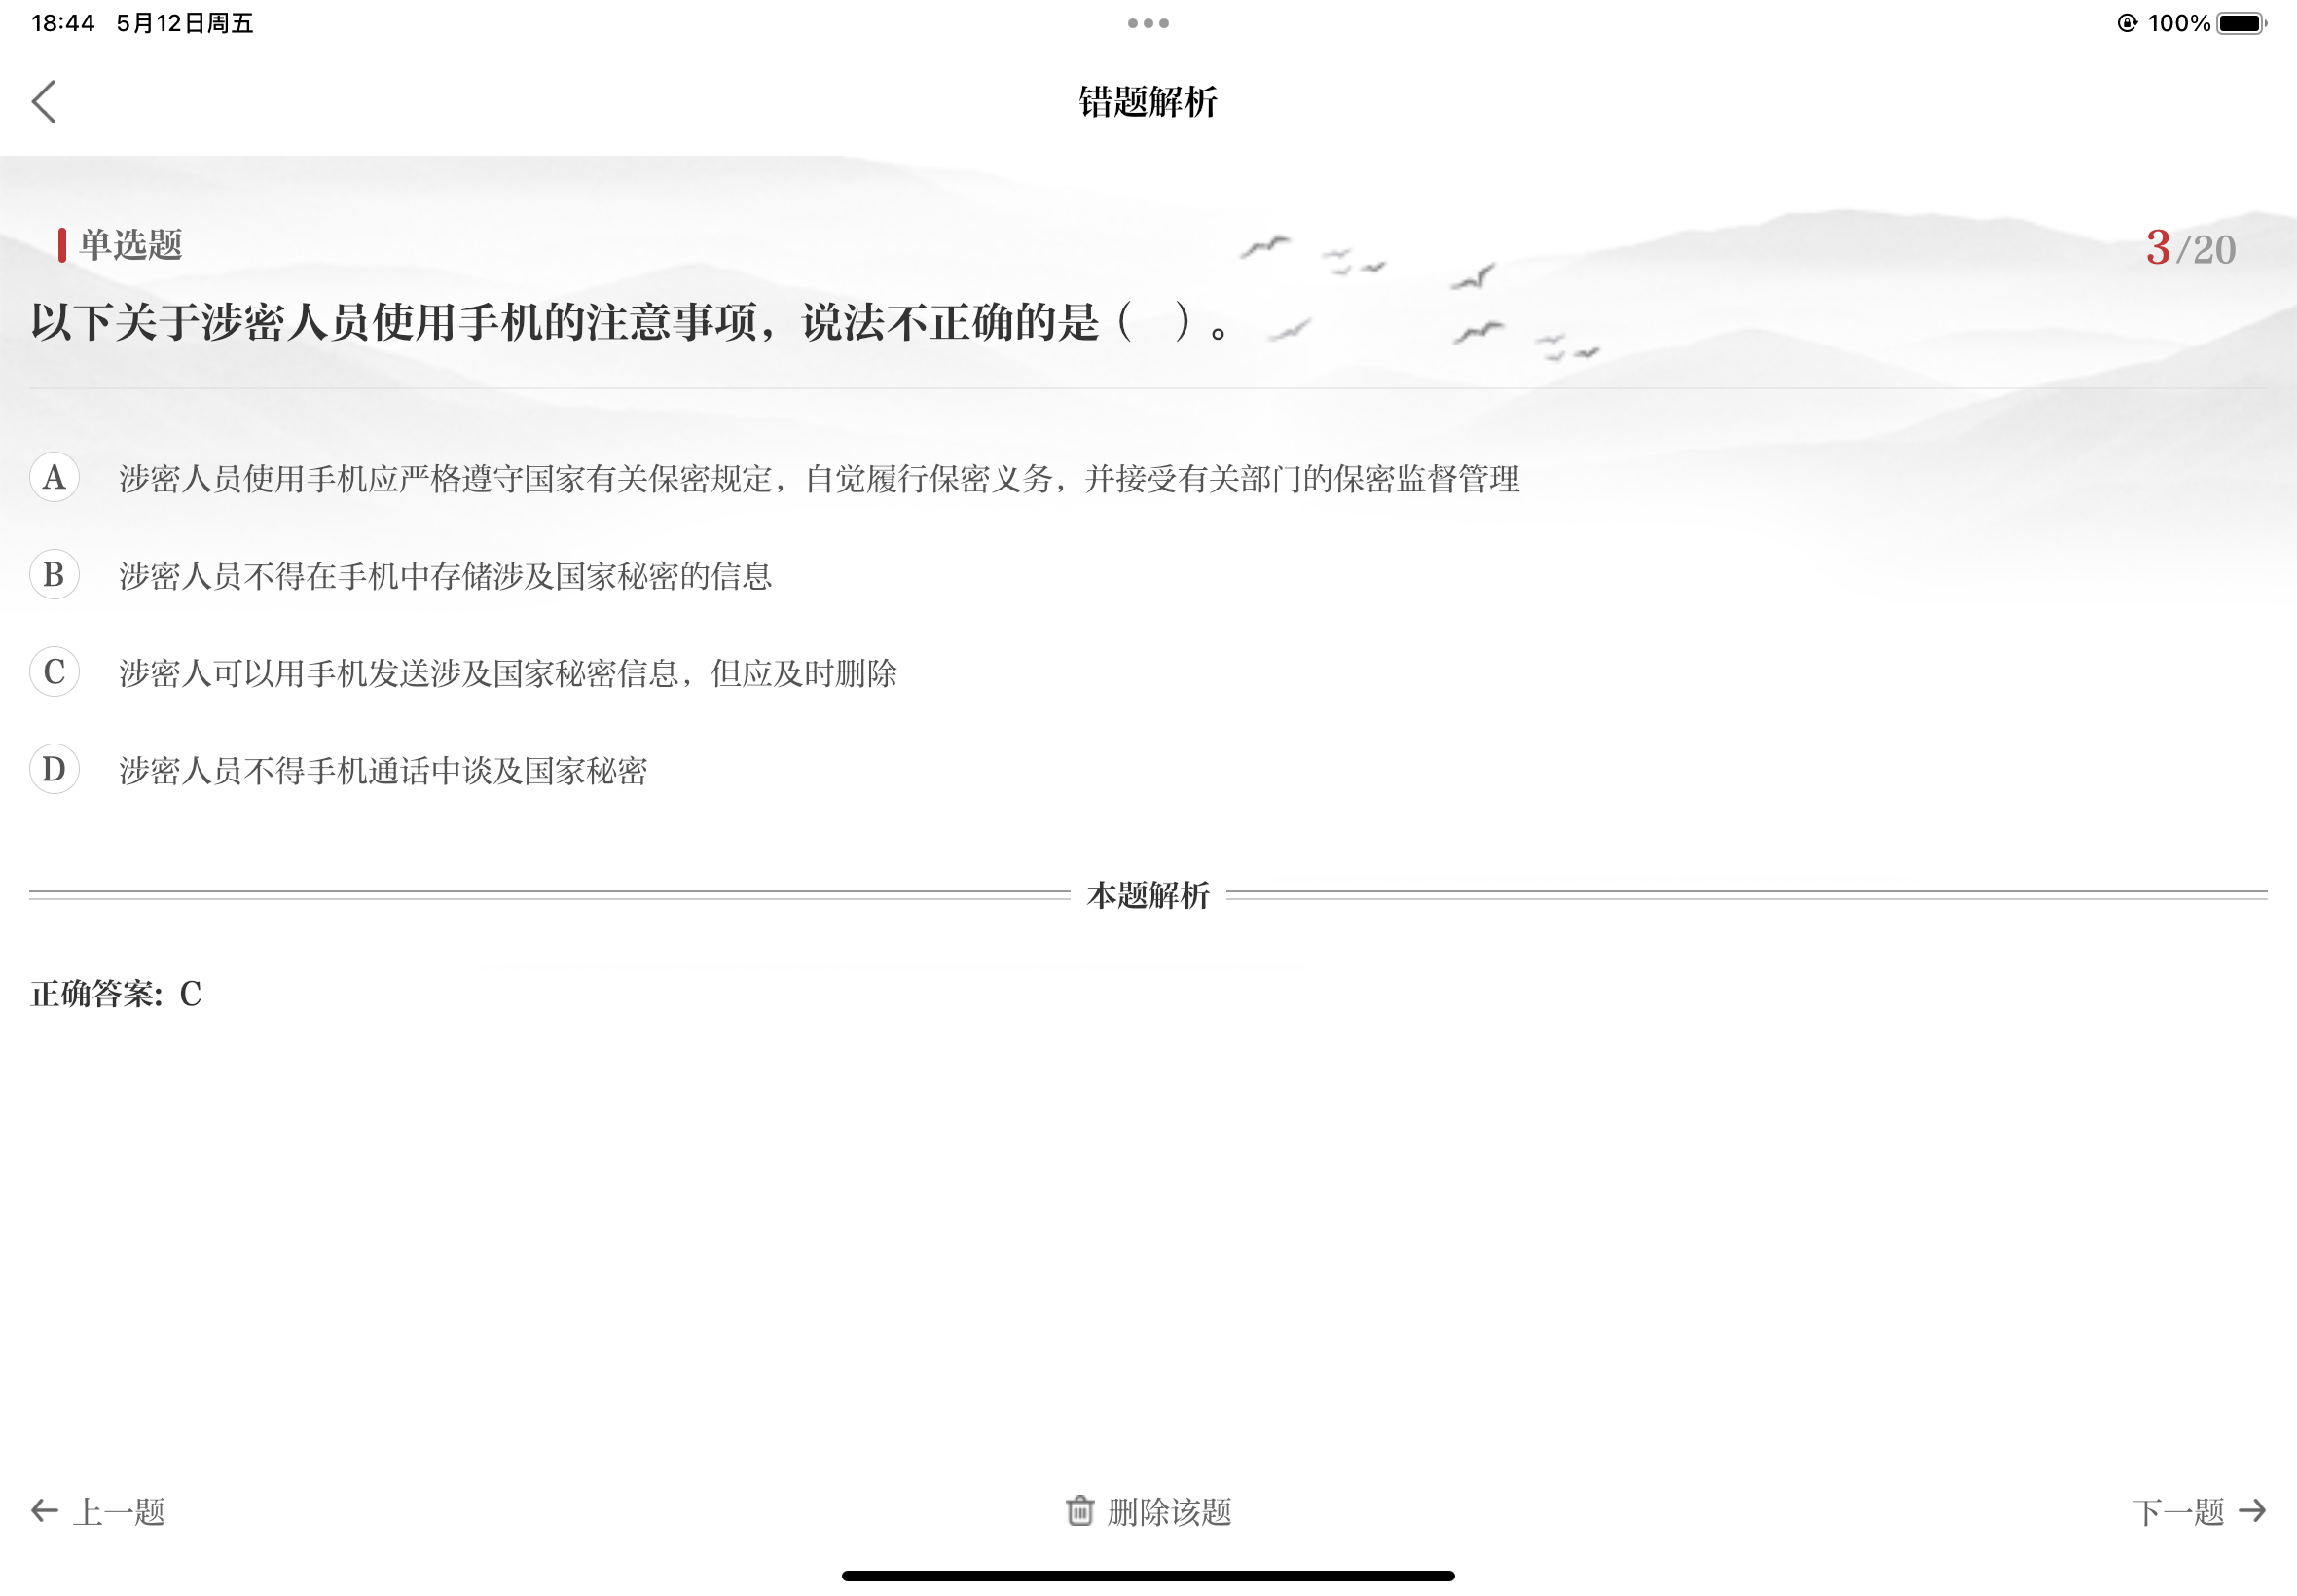 18:44 5月12日周五
100%
错题解析
单选题
3/20
以下关于涉密人员使用手机的注意事项，说法不正确的是（ ）。
A 涉密人员使用手机应严格遵守国家有关保密规定，自觉履行保密义务，并接受有关部门的保密监督管理
B 涉密人员不得在手机中存储涉及国家秘密的信息
C 涉密人可以用手机发送涉及国家秘密信息，但应及时删除
D 涉密人员不得手机通话中谈及国家秘密
本题解析
正确答案: C
上一题
删除该题
下一题